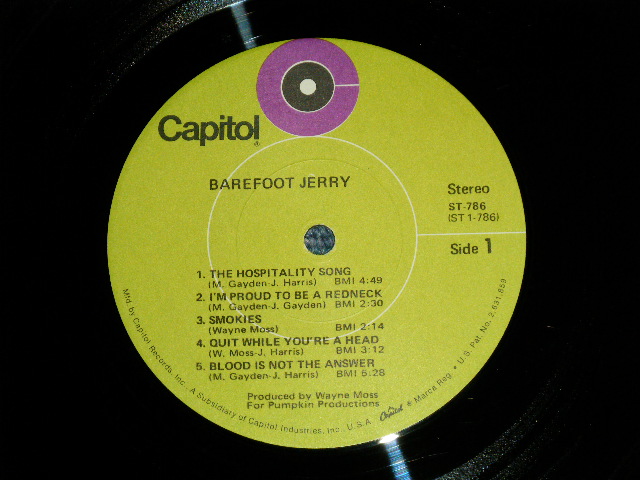 Capitol®
BAREFOOT JERRY
Stereo
ST-786
(ST 1-786)
Side 1
1. THE HOSPITALITY SONG
(M. Gayden-J. Harris) BMI 4:49
2. I'M PROUD TO BE A REDNECK
(M. Gayden-J. Gayden) BMI 2:30
3. SMOKIES
(Wayne Moss) BMI 2:14
4. QUIT WHILE YOU'RE A HEAD
(W. Moss-J. Harris) BMI 3:12
5. BLOOD IS NOT THE ANSWER
(M. Gayden-J. Harris) BMI 5:28
Produced by Wayne Moss
For Pumpkin Productions
Mfd. by Capitol Records, Inc., A Subsidiary of Capitol Industries, Inc., U.S.A. Capitol ® Marca Reg. • U.S. Pat. No. 2,631,859